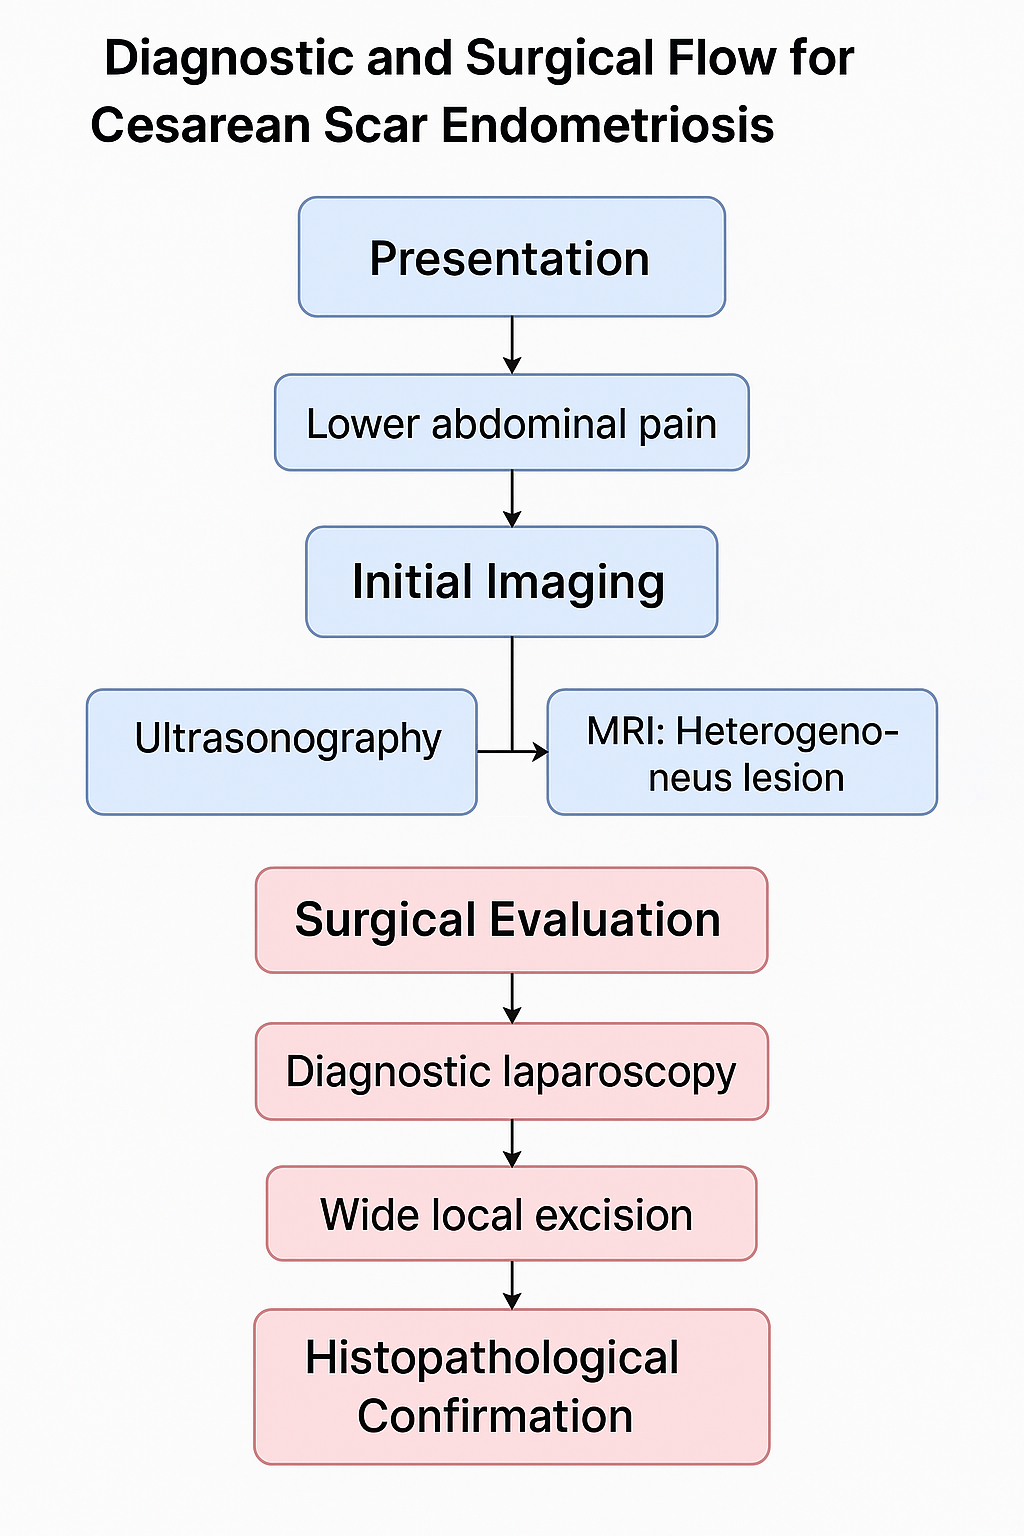 Diagnostic and Surgical Flow for
Cesarean Scar Endometriosis
Presentation
Lower abdominal pain
Initial Imaging
Ultrasonography
MRI: Heterogeno-
neus lesion
Surgical Evaluation
Diagnostic laparoscopy
Wide local excision
Histopathological
Confirmation